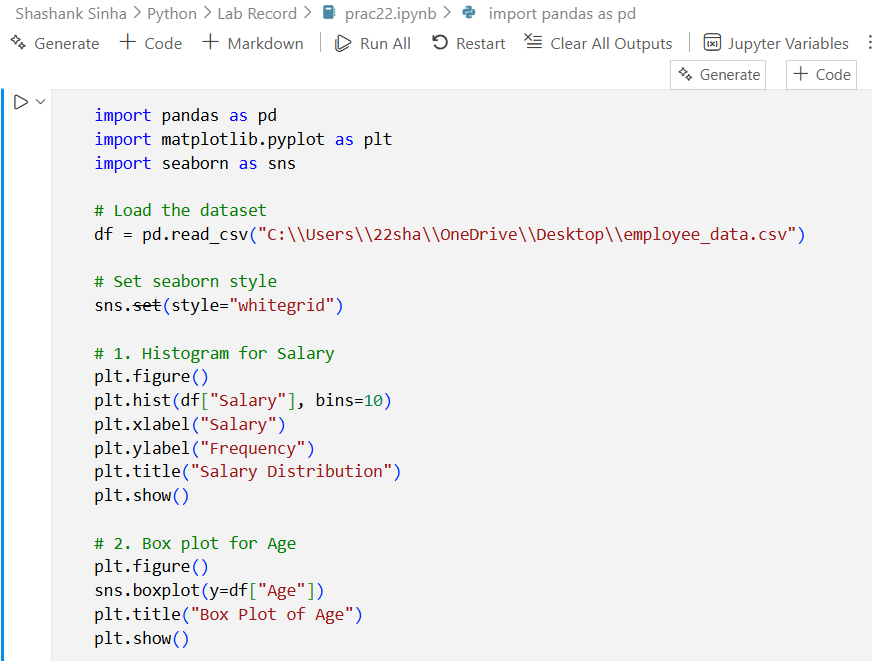 Shashank Sinha > Python > Lab Record > prac22.ipynb > import pandas as pd
Generate + Code + Markdown | Run All Restart Clear All Outputs | Jupyter Variables
Generate + Code
import pandas as pd
import matplotlib.pyplot as plt
import seaborn as sns
# Load the dataset
df = pd.read_csv("C:\\Users\\22sha\\OneDrive\\Desktop\\employee_data.csv")
# Set seaborn style
sns.set(style="whitegrid")
# 1. Histogram for Salary
plt.figure()
plt.hist(df["Salary"], bins=10)
plt.xlabel("Salary")
plt.ylabel("Frequency")
plt.title("Salary Distribution")
plt.show()
# 2. Box plot for Age
plt.figure()
sns.boxplot(y=df["Age"])
plt.title("Box Plot of Age")
plt.show()